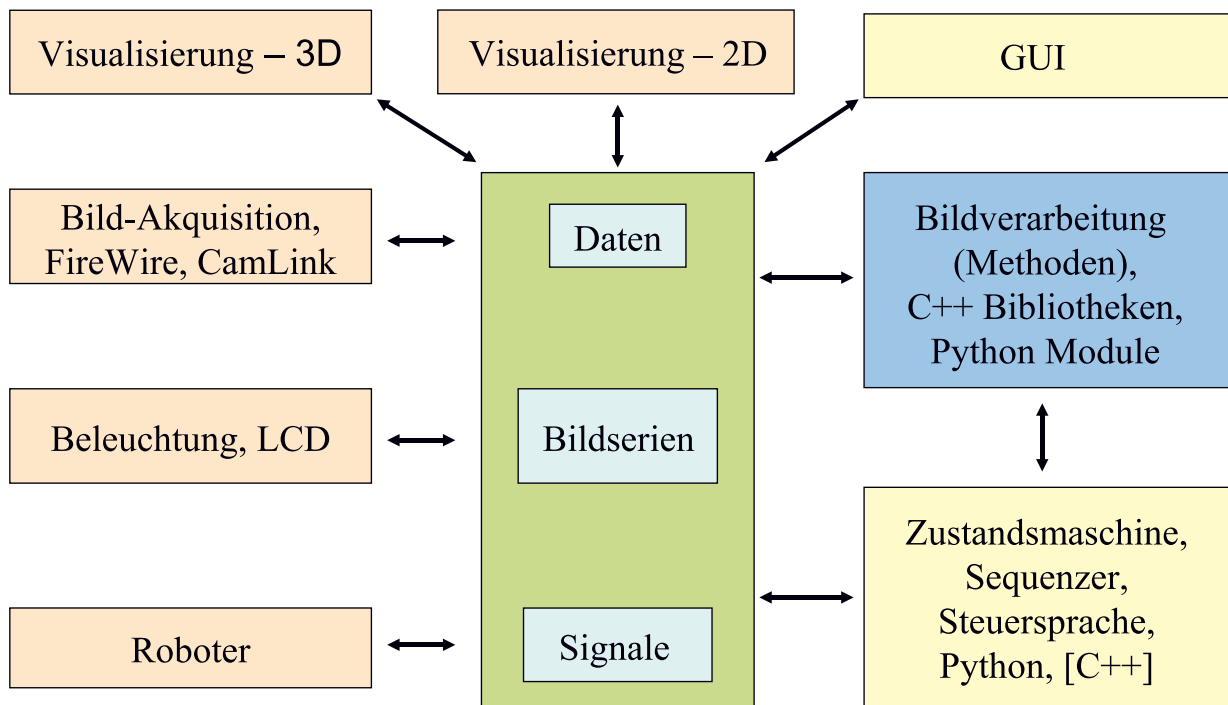 Visualisierung – 3D
Visualisierung – 2D
GUI
Bild-Akquisition,
FireWire, CamLink
Daten
Bildverarbeitung
(Methoden),
C++ Bibliotheken,
Python Module
Beleuchtung, LCD
Bildserien
Zustandsmaschine,
Sequenzer,
Steuersprache,
Python, [C++]
Roboter
Signale